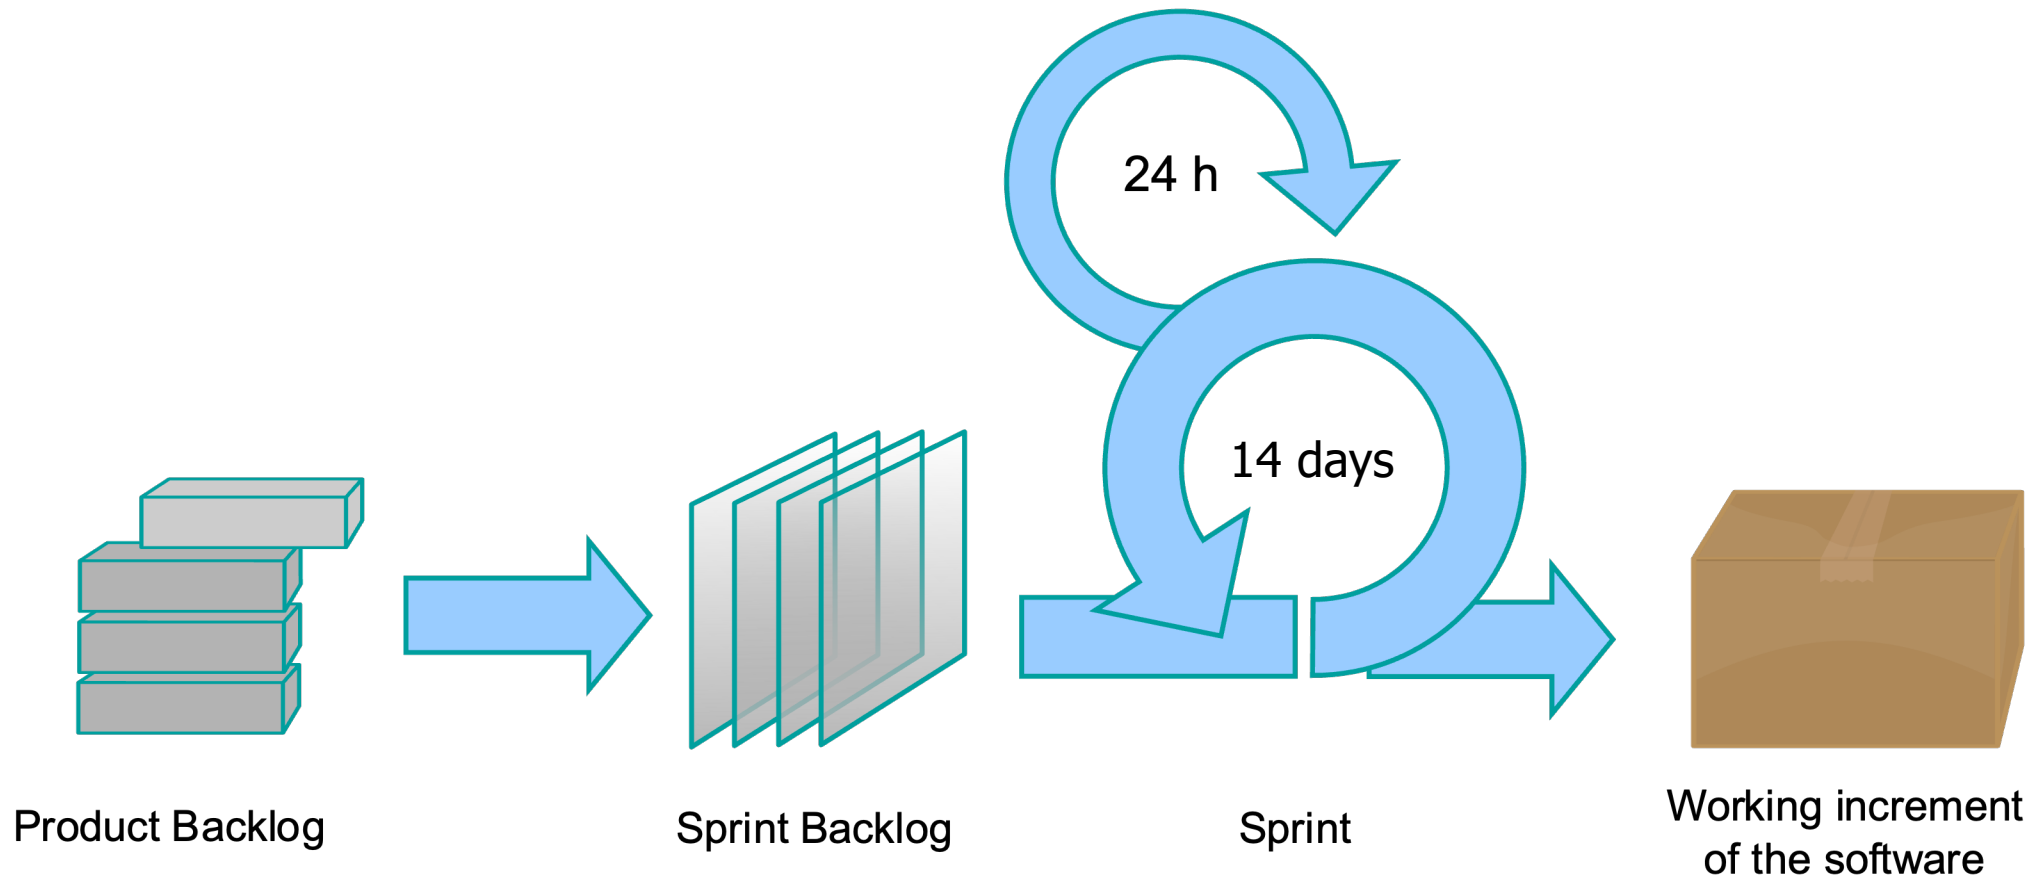 24 h
14 days
Product Backlog
Sprint Backlog
Sprint
Working increment
of the software